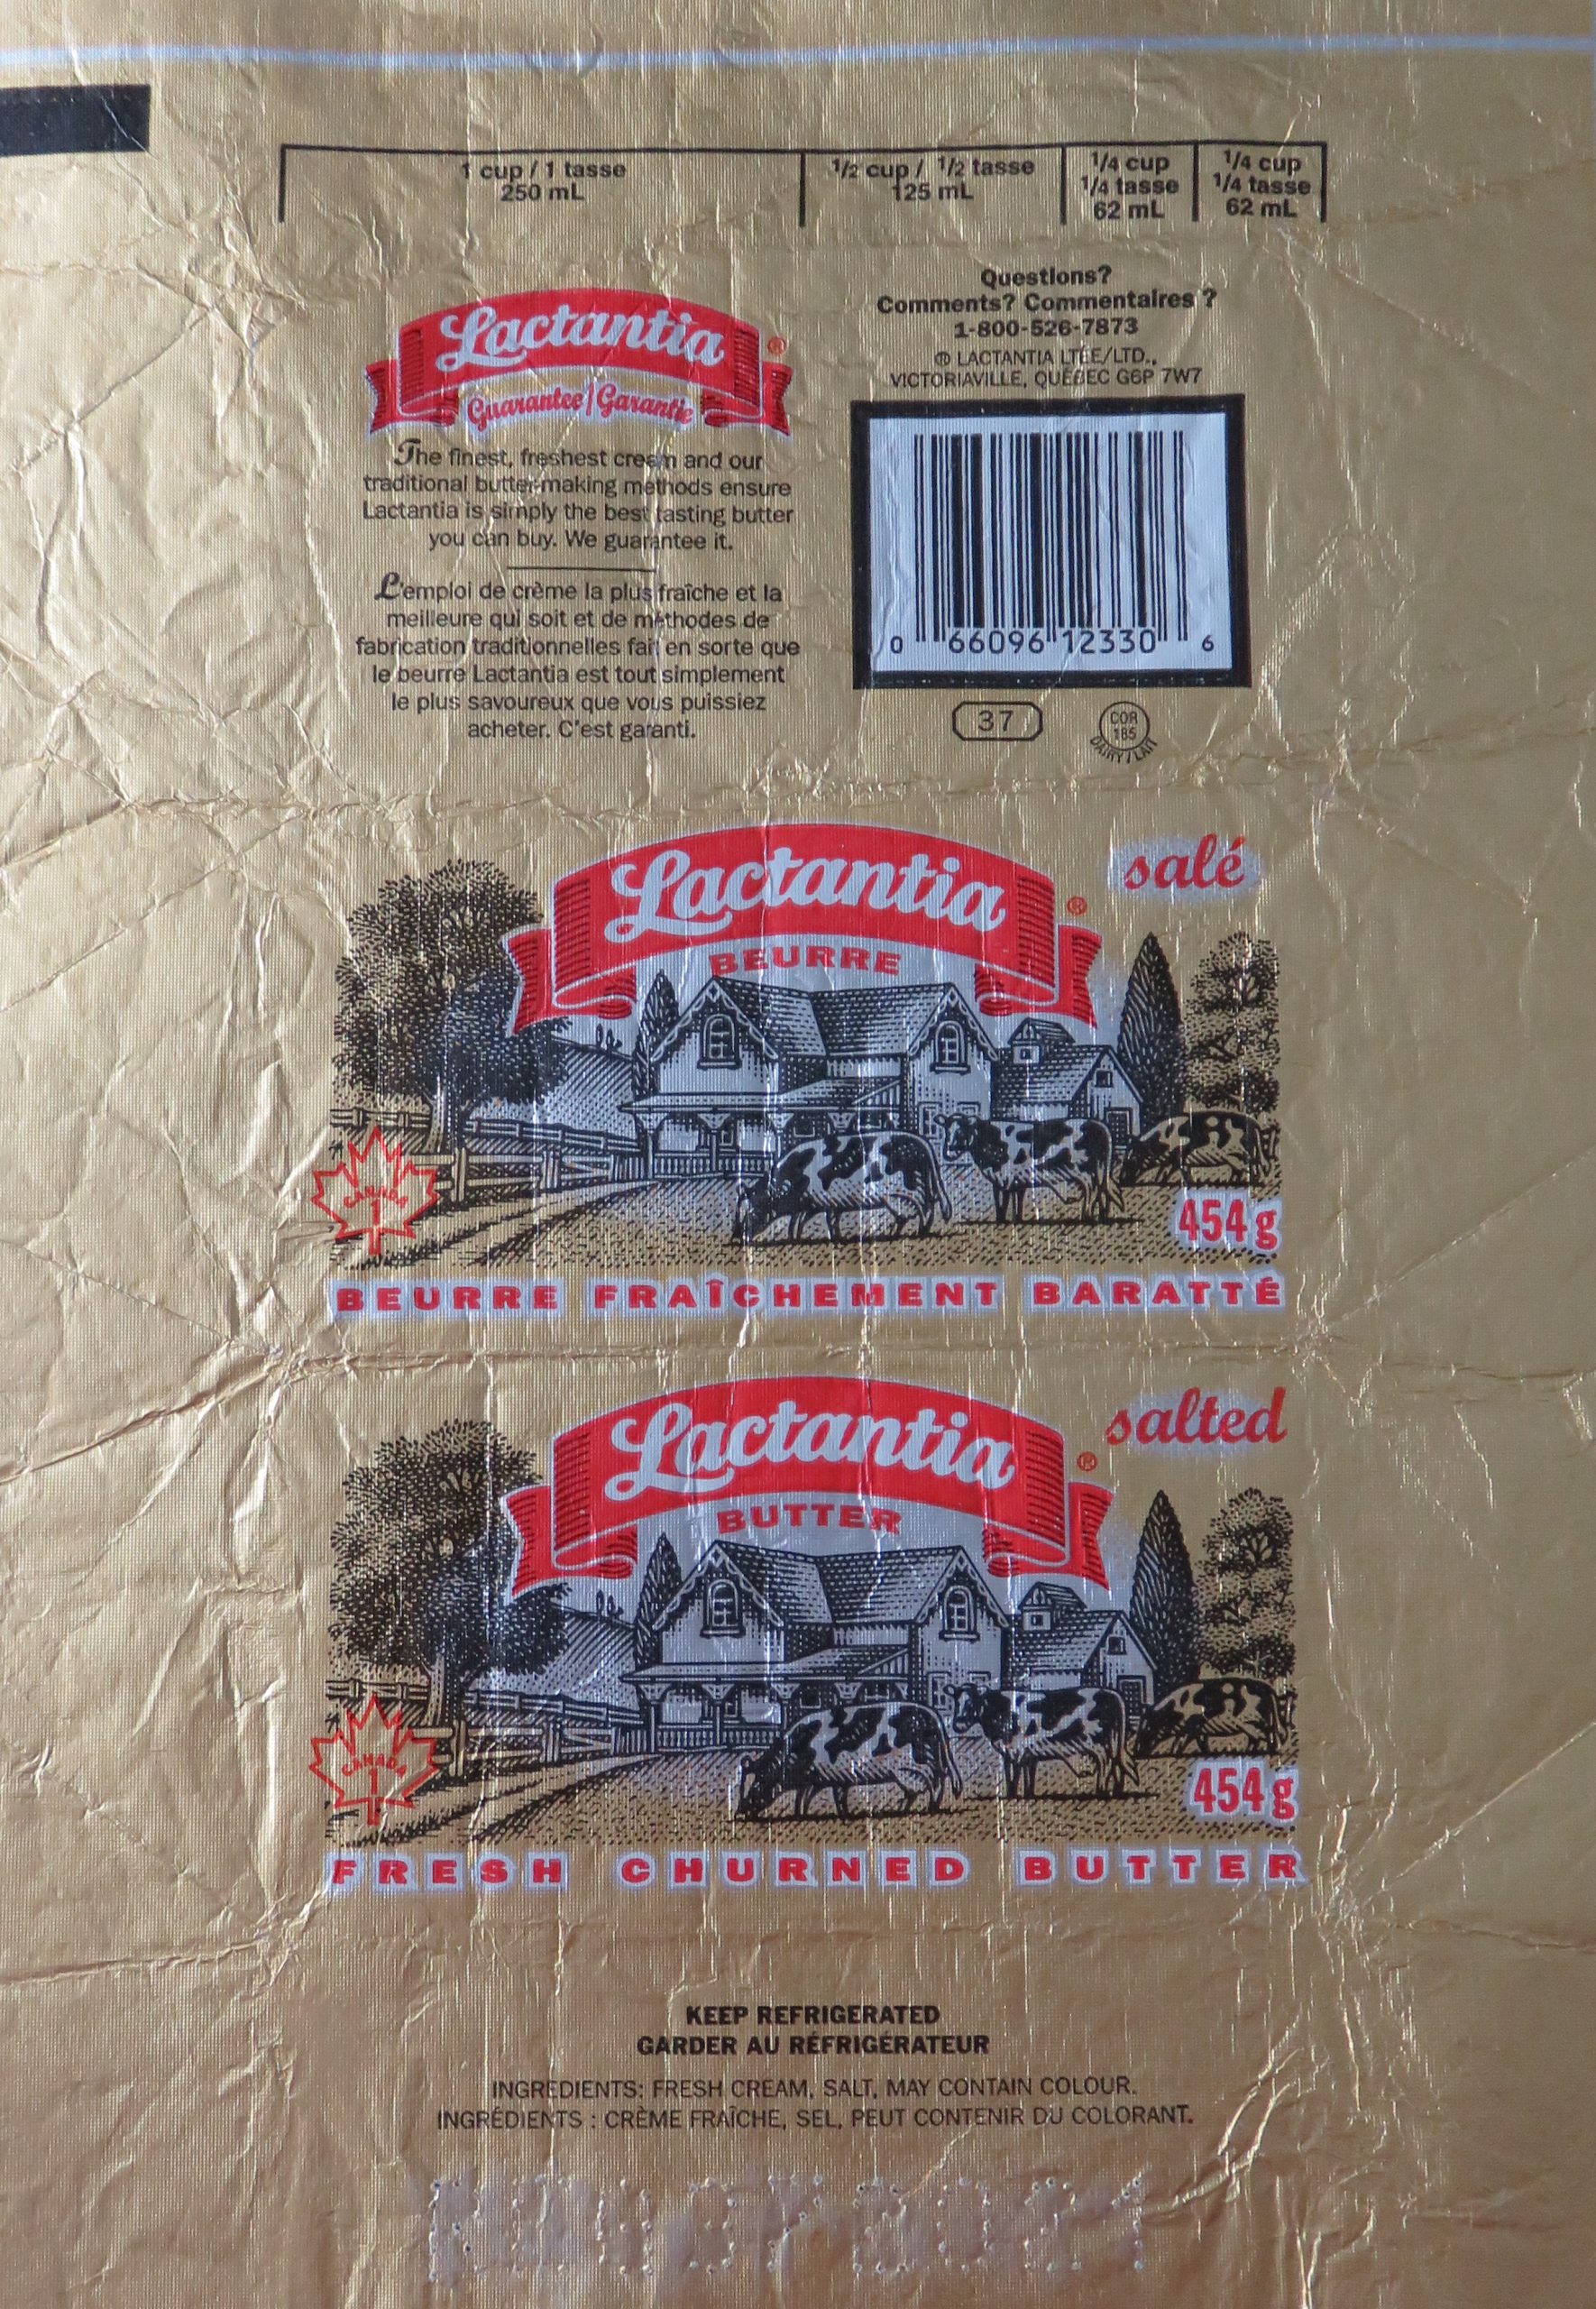 1 cup / 1 tasse
250 mL
1/2 cup / 1/2 tasse
125 mL
1/4 cup
1/4 tasse
62 mL
1/4 cup
1/4 tasse
62 mL
Lactantia ®
Guarantee/Garantie
The finest, freshest cream and our
traditional butter-making methods ensure
Lactantia is simply the best tasting butter
you can buy. We guarantee it.
L'emploi de crème la plus fraîche et la
meilleure qui soit et de méthodes de
fabrication traditionnelles fait en sorte que
le beurre Lactantia est tout simplement
le plus savoureux que vous puissiez
acheter. C'est garanti.
Questions?
Comments? Commentaires ?
1-800-526-7873
® LACTANTIA LTÉE/LTD.,
VICTORIAVILLE, QUÉBEC G6P 7W7
0 66096 12330 6
37
COR
185
DAIRY/LAIT
salé
Lactantia ®
BEURRE
CANADA
1
454 g
BEURRE FRAÎCHEMENT BARATTÉ
salted
Lactantia ®
BUTTER
CANADA
1
454 g
FRESH CHURNED BUTTER
KEEP REFRIGERATED
GARDER AU RÉFRIGÉRATEUR
INGREDIENTS: FRESH CREAM, SALT, MAY CONTAIN COLOUR.
INGRÉDIENTS : CRÈME FRAÎCHE, SEL, PEUT CONTENIR DU COLORANT.